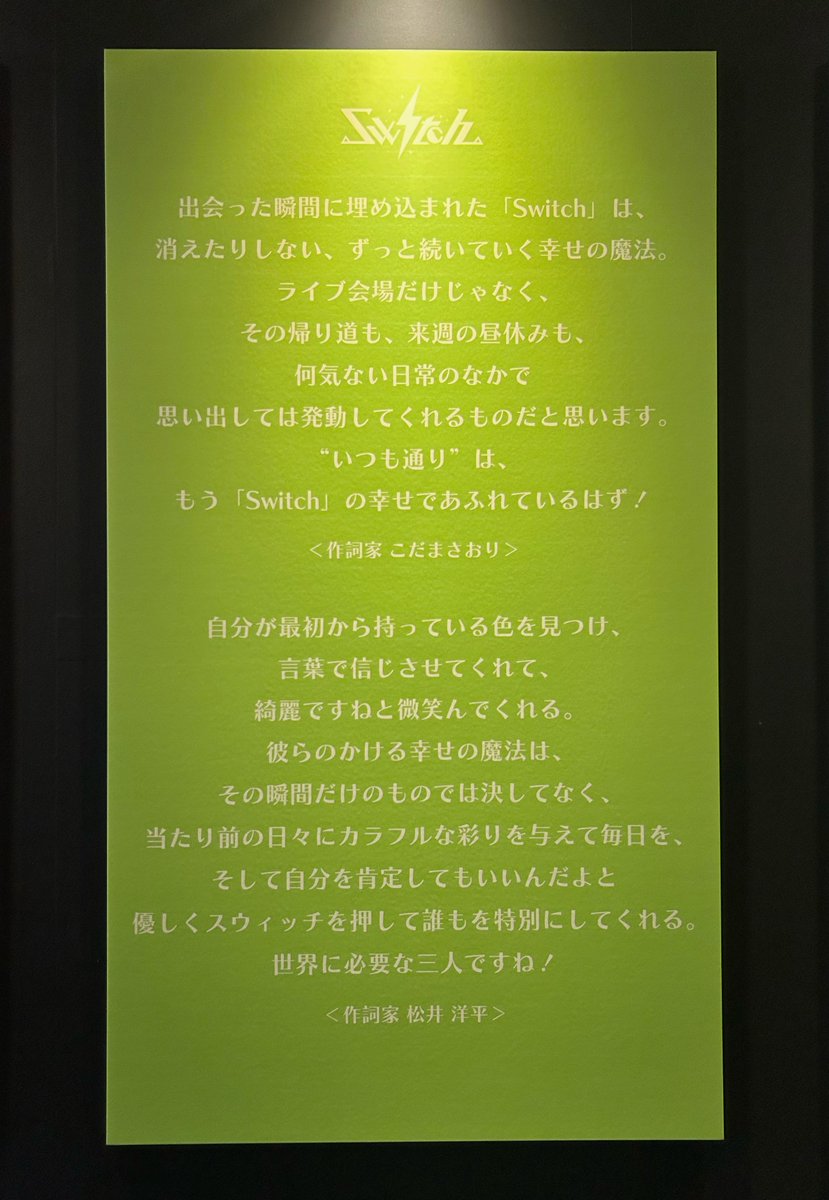 Switch
出会った瞬間に埋め込まれた「Switch」は、
消えたりしない、ずっと続いていく幸せの魔法。
ライブ会場だけじゃなく、
その帰り道も、来週の昼休みも、
何気ない日常のなかで
思い出しては発動してくれるものだと思います。
“いつも通り”は、
もう「Switch」の幸せであふれているはず！
＜作詞家 こだまさおり＞
自分が最初から持っている色を見つけ、
言葉で信じさせてくれて、
綺麗ですねと微笑んでくれる。
彼らのかける幸せの魔法は、
その瞬間だけのものでは決してなく、
当たり前の日々にカラフルな彩りを与えて毎日を、
そして自分を肯定してもいいんだよと
優しくスウィッチを押して誰もを特別にしてくれる。
世界に必要な三人ですね！
＜作詞家 松井 洋平＞